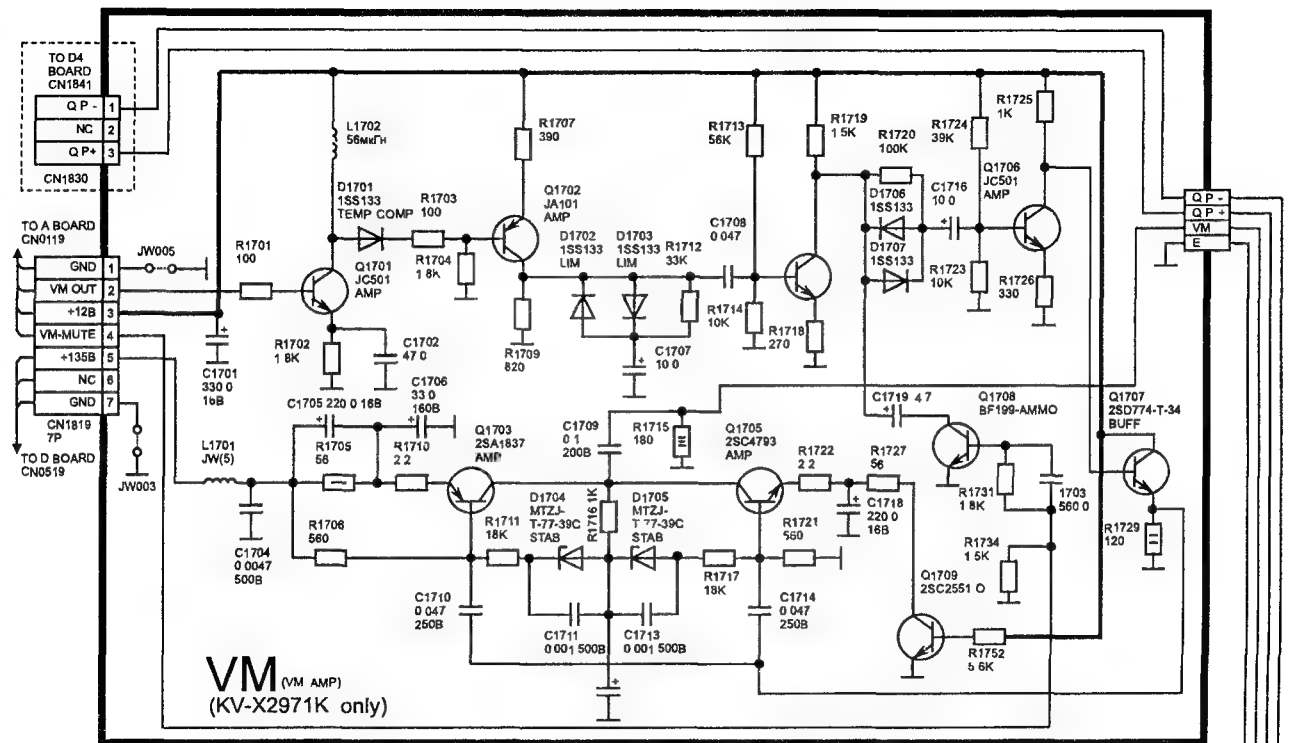 TO D4
BOARD
CN1841
Q P - 1
NC 2
Q P+ 3
CN1830
TO A BOARD
CN0119
GND 1
VM OUT 2
+12B 3
VM-MUTE 4
+135B 5
NC 6
GND 7
CN1819
7P
TO D BOARD
CN0519
JW005
JW003
C1701
330 0
16B
R1701
100
L1702
56мкГн
D1701
1SS133
TEMP COMP
Q1701
JC501
AMP
R1702
1 8K
C1702
47 0
R1703
100
R1704
1 8K
R1707
390
Q1702
JA101
AMP
R1709
820
D1702
1SS133
LIM
D1703
1SS133
LIM
R1712
33K
C1707
10 0
C1708
0 047
R1713
56K
R1714
10K
R1719
1 5K
R1718
270
R1720
100K
D1706
1SS133
D1707
1SS133
C1716
10 0
R1724
39K
R1723
10K
Q1706
JC501
AMP
R1725
1K
R1726
330
Q P -
Q P +
VM
E
L1701
JW(5)
C1704
0 0047
500B
C1705 220 0 16B
R1705
56
C1706
33 0
160B
R1710
2 2
R1706
560
Q1703
2SA1837
AMP
R1711
18K
C1710
0 047
250B
C1709
0 1
200B
D1704
MTZJ-
T-77-39C
STAB
R1716 1K
D1705
MTZJ-
T-77-39C
STAB
C1711
0 001 500B
C1713
0 001 500B
R1715
180
Q1705
2SC4793
AMP
R1717
18K
R1721
560
C1714
0 047
250B
R1722
2 2
R1727
56
C1718
220 0
16B
C1719 4 7
Q1708
BF199-AMMO
R1731
1 8K
1703
560 0
R1734
1 5K
Q1709
2SC2551 O
R1752
5 6K
Q1707
2SD774-T-34
BUFF
R1729
120
VM (VM AMP)
(KV-X2971K only)